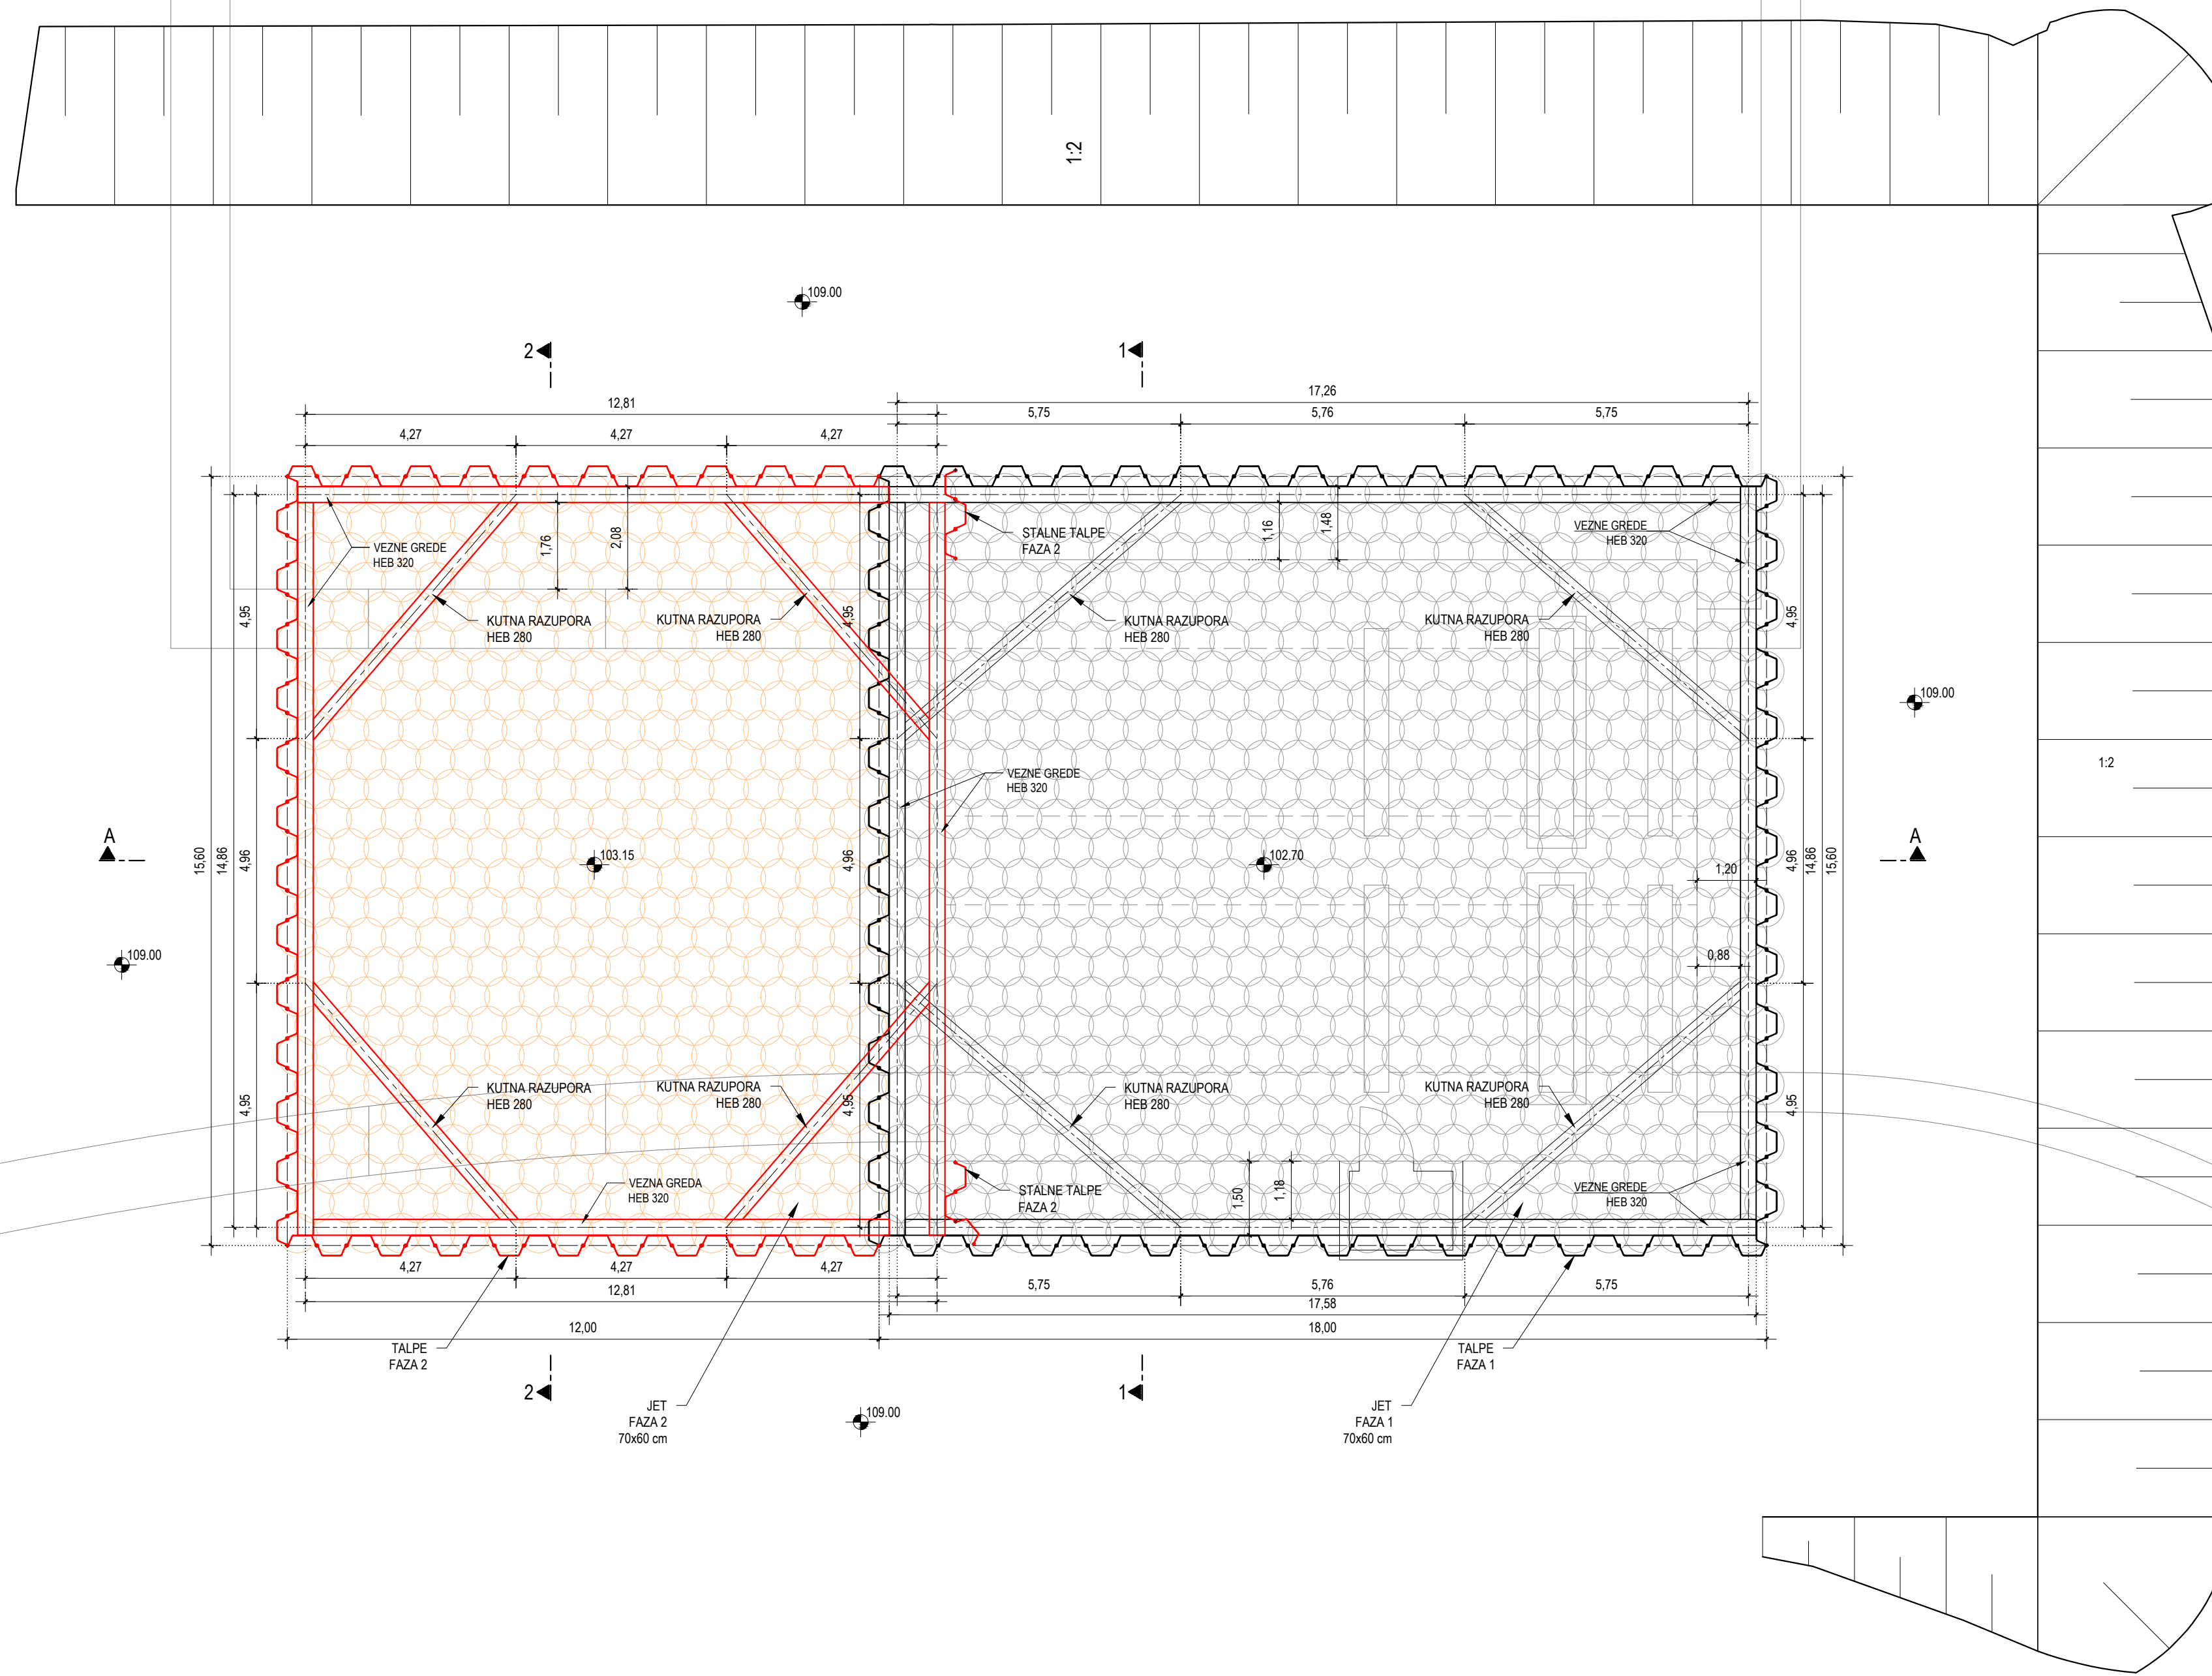 1:2
109.00
2
1
17,26
12,81
5,75
5,76
5,75
4,27
4,27
4,27
STALNE TALPE
FAZA 2
VEZNE GREDE
HEB 320
VEZNE GREDE
HEB 320
1,76
2,08
1,16
1,48
4,95
4,95
4,95
KUTNA RAZUPORA
HEB 280
KUTNA RAZUPORA
HEB 280
KUTNA RAZUPORA
HEB 280
KUTNA RAZUPORA
HEB 280
109.00
1:2
VEZNE GREDE
HEB 320
A
A
103.15
102.70
15,60
14,86
4,96
4,96
4,96
14,86
15,60
1,20
109.00
0,88
KUTNA RAZUPORA
HEB 280
KUTNA RAZUPORA
HEB 280
KUTNA RAZUPORA
HEB 280
KUTNA RAZUPORA
HEB 280
4,95
4,95
4,95
VEZNA GREDA
HEB 320
STALNE TALPE
FAZA 2
1,50
1,18
VEZNE GREDE
HEB 320
4,27
4,27
4,27
5,75
5,76
5,75
12,81
17,58
12,00
18,00
TALPE
FAZA 2
TALPE
FAZA 1
2
1
JET
FAZA 2
70x60 cm
109.00
JET
FAZA 1
70x60 cm